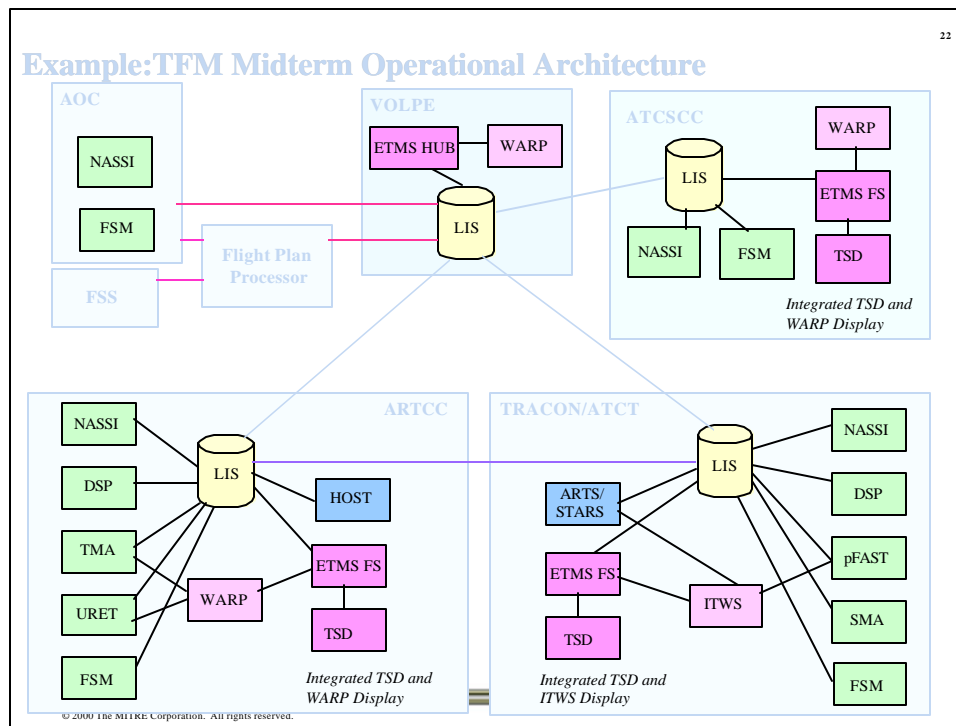 22
Example:TFM Midterm Operational Architecture
AOC
NASSI
FSM
FSS
Flight Plan
Processor
VOLPE
ETMS HUB
WARP
LIS
ATCSCC
WARP
LIS
ETMS FS
NASSI
FSM
TSD
Integrated TSD and
WARP Display
ARTCC
NASSI
LIS
DSP
HOST
TMA
ETMS FS
WARP
URET
TSD
FSM
Integrated TSD and
WARP Display
TRACON/ATCT
NASSI
LIS
ARTS/
STARS
DSP
ETMS FS
pFAST
ITWS
SMA
TSD
FSM
Integrated TSD and
ITWS Display
© 2000 The MITRE Corporation. All rights reserved.